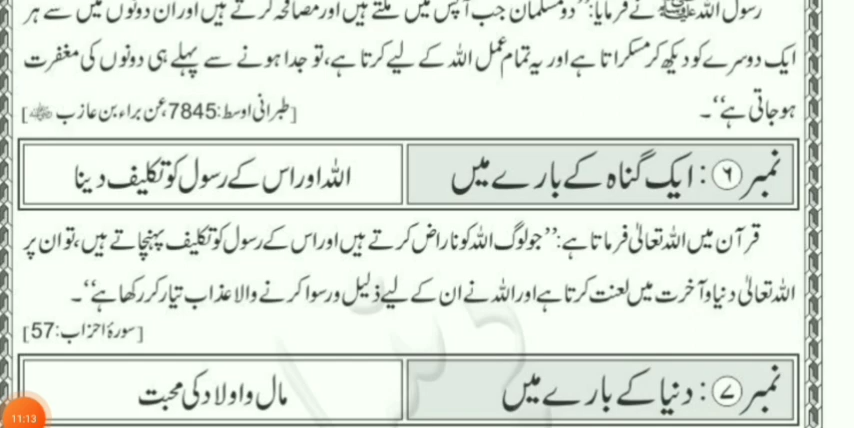 رسول اللہ ﷺ نے فرمایا: ’’دو مسلمان جب آپس میں ملتے ہیں اور مصافحہ کرتے ہیں اور ان دونوں میں سے ہر
ایک دوسرے کو دیکھ کر مسکراتا ہے اور یہ تمام عمل اللہ کے لیے کرتا ہے، تو جدا ہونے سے پہلے ہی دونوں کی مغفرت
ہو جاتی ہے‘‘۔
[طبرانی اوسط: 7845، عن براء بن عازب ؓ]
نمبر ۶: ایک گناہ کے بارے میں
اللہ اور اس کے رسول کو تکلیف دینا
قرآن میں اللہ تعالیٰ فرماتا ہے: ’’جو لوگ اللہ کو ناراض کرتے ہیں اور اس کے رسول کو تکلیف پہنچاتے ہیں، تو ان پر
اللہ تعالیٰ دنیا و آخرت میں لعنت کرتا ہے اور اللہ نے ان کے لیے ذلیل و رسوا کرنے والا عذاب تیار کر رکھا ہے‘‘۔
[سورۂ احزاب: 57]
نمبر ۷: دنیا کے بارے میں
مال و اولاد کی محبت
11:13